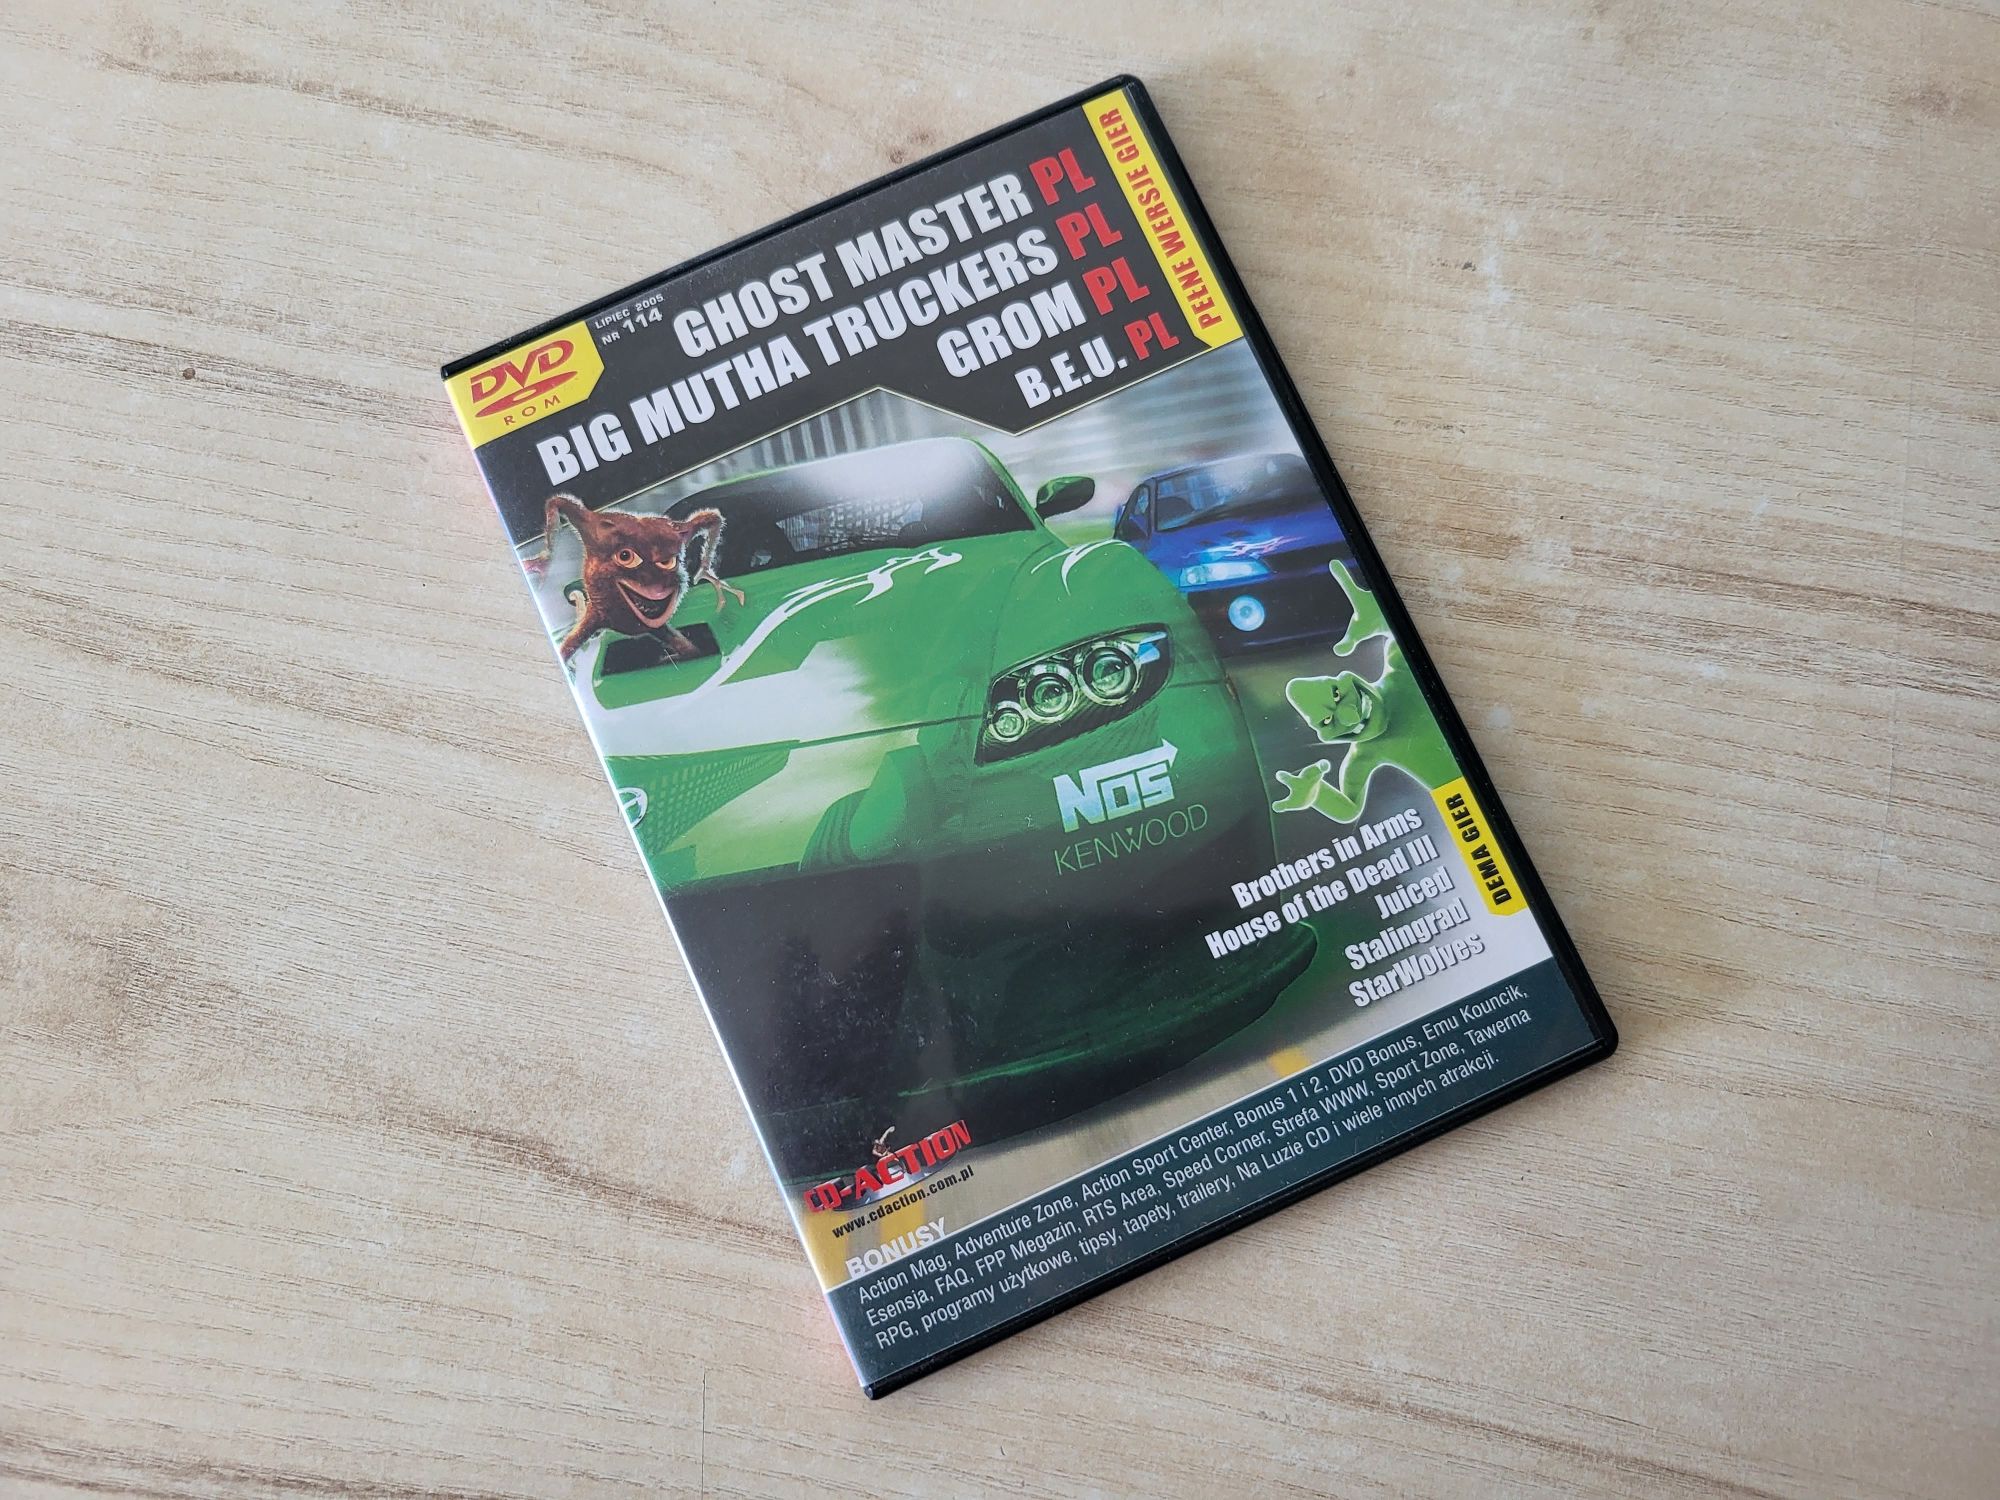 DVD
ROM
LIPIEC 2005
NR 114
GHOST MASTER PL
BIG MUTHA TRUCKERS PL
GROM PL
B.E.U. PL
PEŁNE WERSJE GIER
NOS
KENWOOD
DEMA GIER
Brothers in Arms
House of the Dead III
Juiced
Stalingrad
StarWolves
CD-ACTION
www.cdaction.com.pl
BONUSY
Action Mag, Adventure Zone, Action Sport Center, Bonus 1 i 2, DVD Bonus, Emu Kouncik,
Esensja, FAQ, FPP Megazin, RTS Area, Speed Corner, Strefa WWW, Sport Zone, Tawerna
RPG, programy użytkowe, tipsy, tapety, trailery, Na Luzie CD i wiele innych atrakcji.